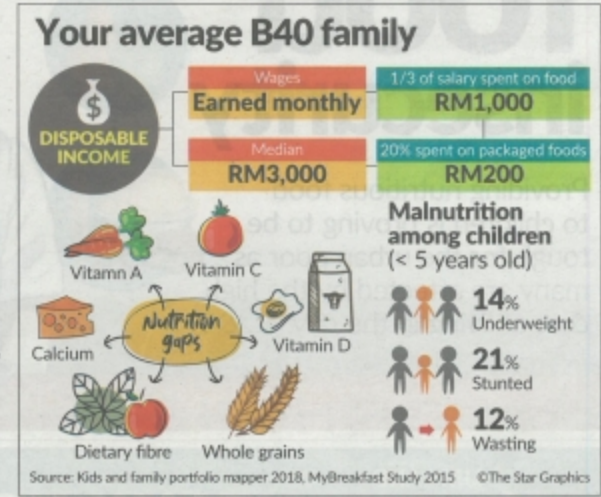 Your average B40 family
$
DISPOSABLE
INCOME
Wages
Earned monthly
1/3 of salary spent on food
RM1,000
Median
RM3,000
20% spent on packaged foods
RM200
Malnutrition
among children
(< 5 years old)
Vitamn A
Vitamin C
Nutrition
gaps
Calcium
Vitamin D
Dietary fibre
Whole grains
14%
Underweight
21%
Stunted
12%
Wasting
Source: Kids and family portfolio mapper 2018, MyBreakfast Study 2015
©The Star Graphics